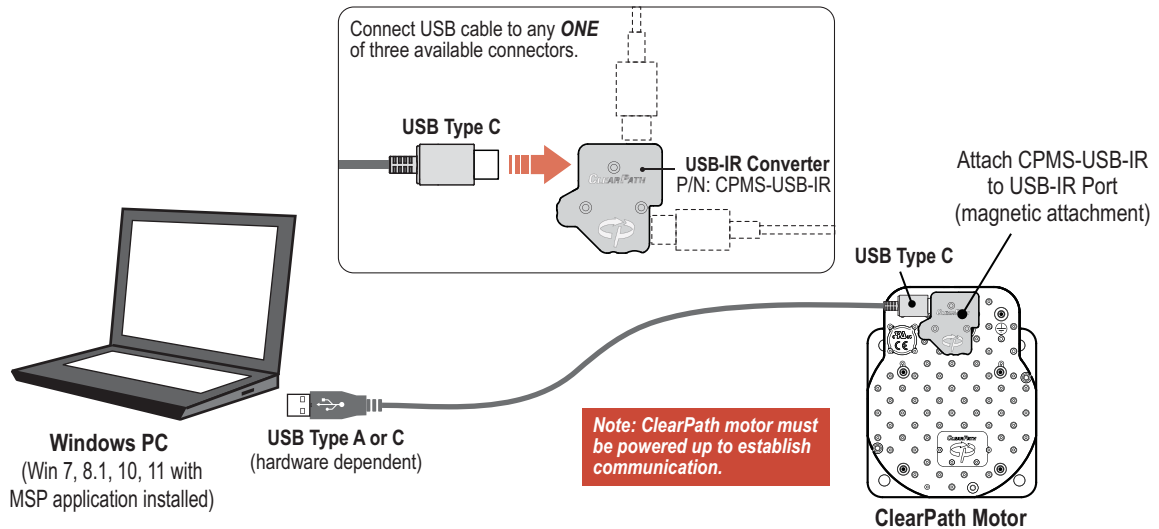 Connect USB cable to any ONE
of three available connectors.
USB Type C
USB-IR Converter
P/N: CPMS-USB-IR
CLEARPATH
Attach CPMS-USB-IR
to USB-IR Port
(magnetic attachment)
USB Type C
Windows PC
(Win 7, 8.1, 10, 11 with
MSP application installed)
USB Type A or C
(hardware dependent)
Note: ClearPath motor must
be powered up to establish
communication.
CE
CLEARPATH
ClearPath Motor